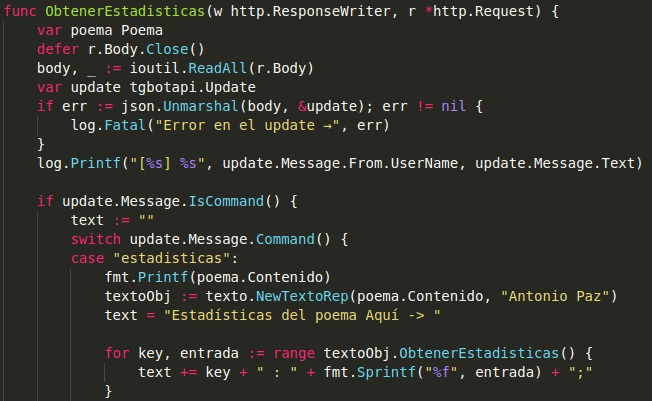 func ObtenerEstadisticas(w http.ResponseWriter, r *http.Request) {
    var poema Poema
    defer r.Body.Close()
    body, _ := ioutil.ReadAll(r.Body)
    var update tgbotapi.Update
    if err := json.Unmarshal(body, &update); err != nil {
        log.Fatal("Error en el update →", err)
    }
    log.Printf("[%s] %s", update.Message.From.UserName, update.Message.Text)

    if update.Message.IsCommand() {
        text := ""
        switch update.Message.Command() {
        case "estadisticas":
            fmt.Printf(poema.Contenido)
            textoObj := texto.NewTextoRep(poema.Contenido, "Antonio Paz")
            text = "Estadísticas del poema Aquí -> "

            for key, entrada := range textoObj.ObtenerEstadisticas() {
                text += key + " : " + fmt.Sprintf("%f", entrada) + ";"
            }